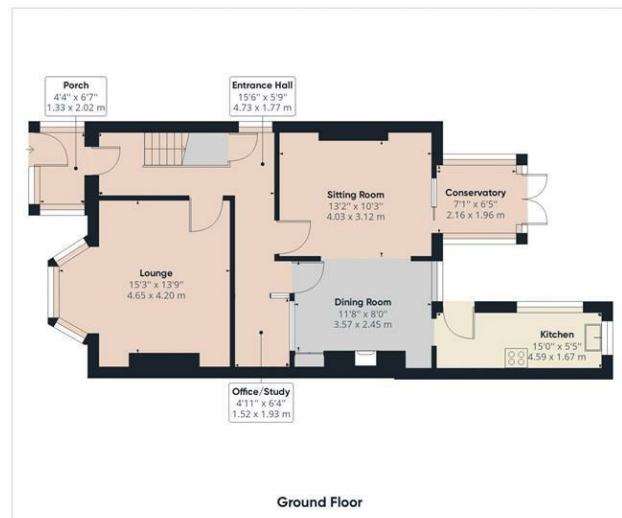 Porch
4'4" x 6'7"
1.33 x 2.02 m
Entrance Hall
15'6" x 5'9"
4.73 x 1.77 m
Sitting Room
13'2" x 10'3"
4.03 x 3.12 m
Conservatory
7'1" x 6'5"
2.16 x 1.96 m
Lounge
15'3" x 13'9"
4.65 x 4.20 m
Dining Room
11'8" x 8'0"
3.57 x 2.45 m
Kitchen
15'0" x 5'5"
4.59 x 1.67 m
Office/Study
4'11" x 6'4"
1.52 x 1.93 m
Ground Floor